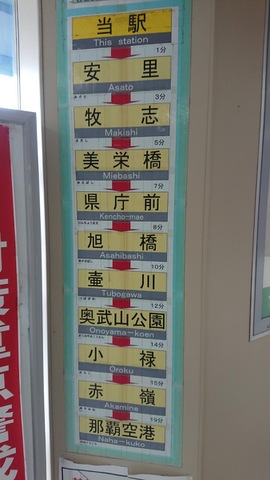 当駅
This station
1分
安里
Asato
3分
牧志
Makishi
5分
美栄橋
Miebashi
7分
県庁前
Kencho-mae
8分
旭橋
Asahibashi
10分
壷川
Tubogawa
12分
奥武山公園
Onoyama-koen
14分
小禄
Oroku
15分
赤嶺
Akamine
19分
那覇空港
Naha-kuko